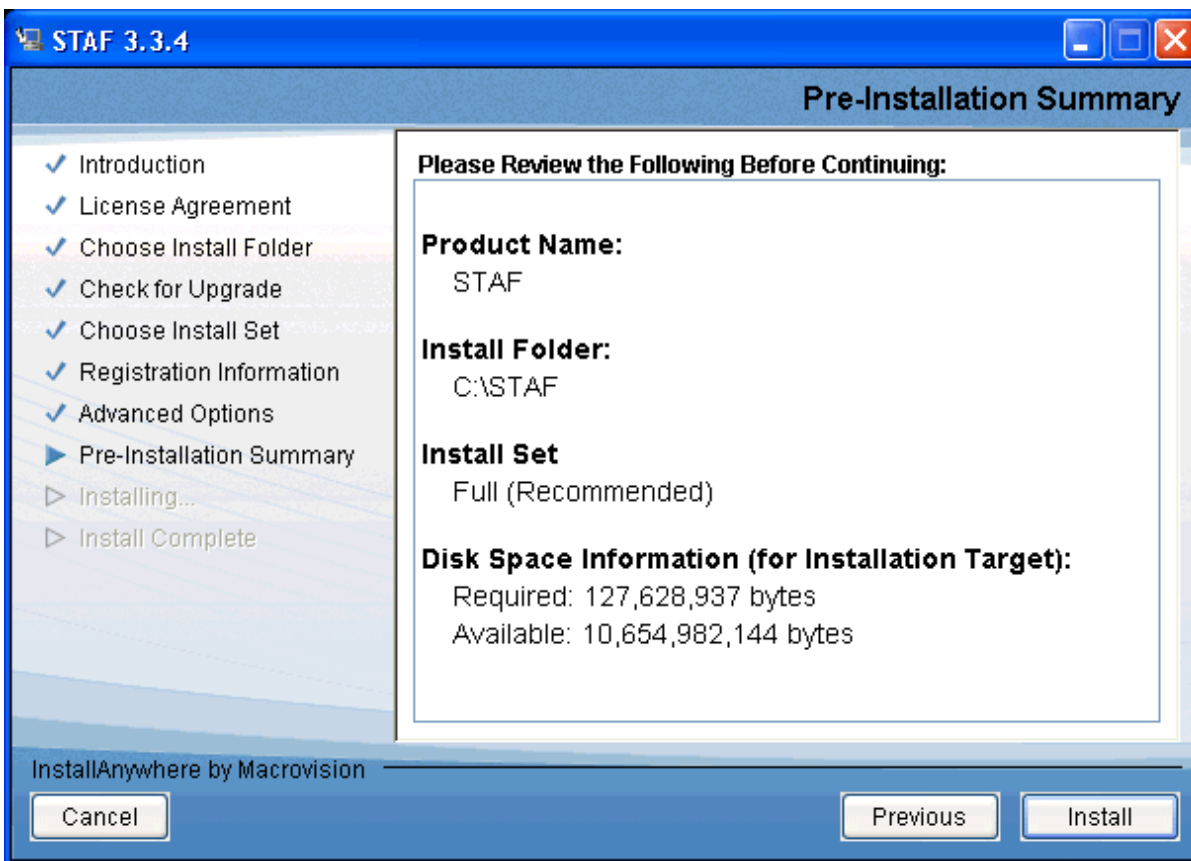 STAF 3.3.4
Pre-Installation Summary
Introduction
License Agreement
Choose Install Folder
Check for Upgrade
Choose Install Set
Registration Information
Advanced Options
Pre-Installation Summary
Installing...
Install Complete
Please Review the Following Before Continuing:
Product Name:
STAF
Install Folder:
C:\STAF
Install Set
Full (Recommended)
Disk Space Information (for Installation Target):
Required: 127,628,937 bytes
Available: 10,654,982,144 bytes
InstallAnywhere by Macrovision
Cancel
Previous
Install